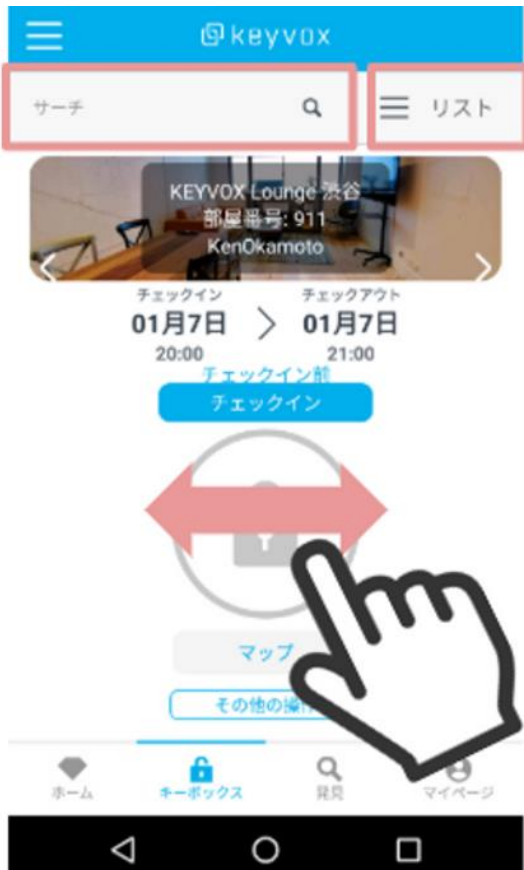 keyvox
サーチ
リスト
KEYVOX Lounge 渋谷
部屋番号: 911
KenOkamoto
チェックイン
チェックアウト
01月7日
01月7日
20:00
21:00
チェックイン前
チェックイン
マップ
その他の操作
ホーム
キーボックス
発見
マイページ